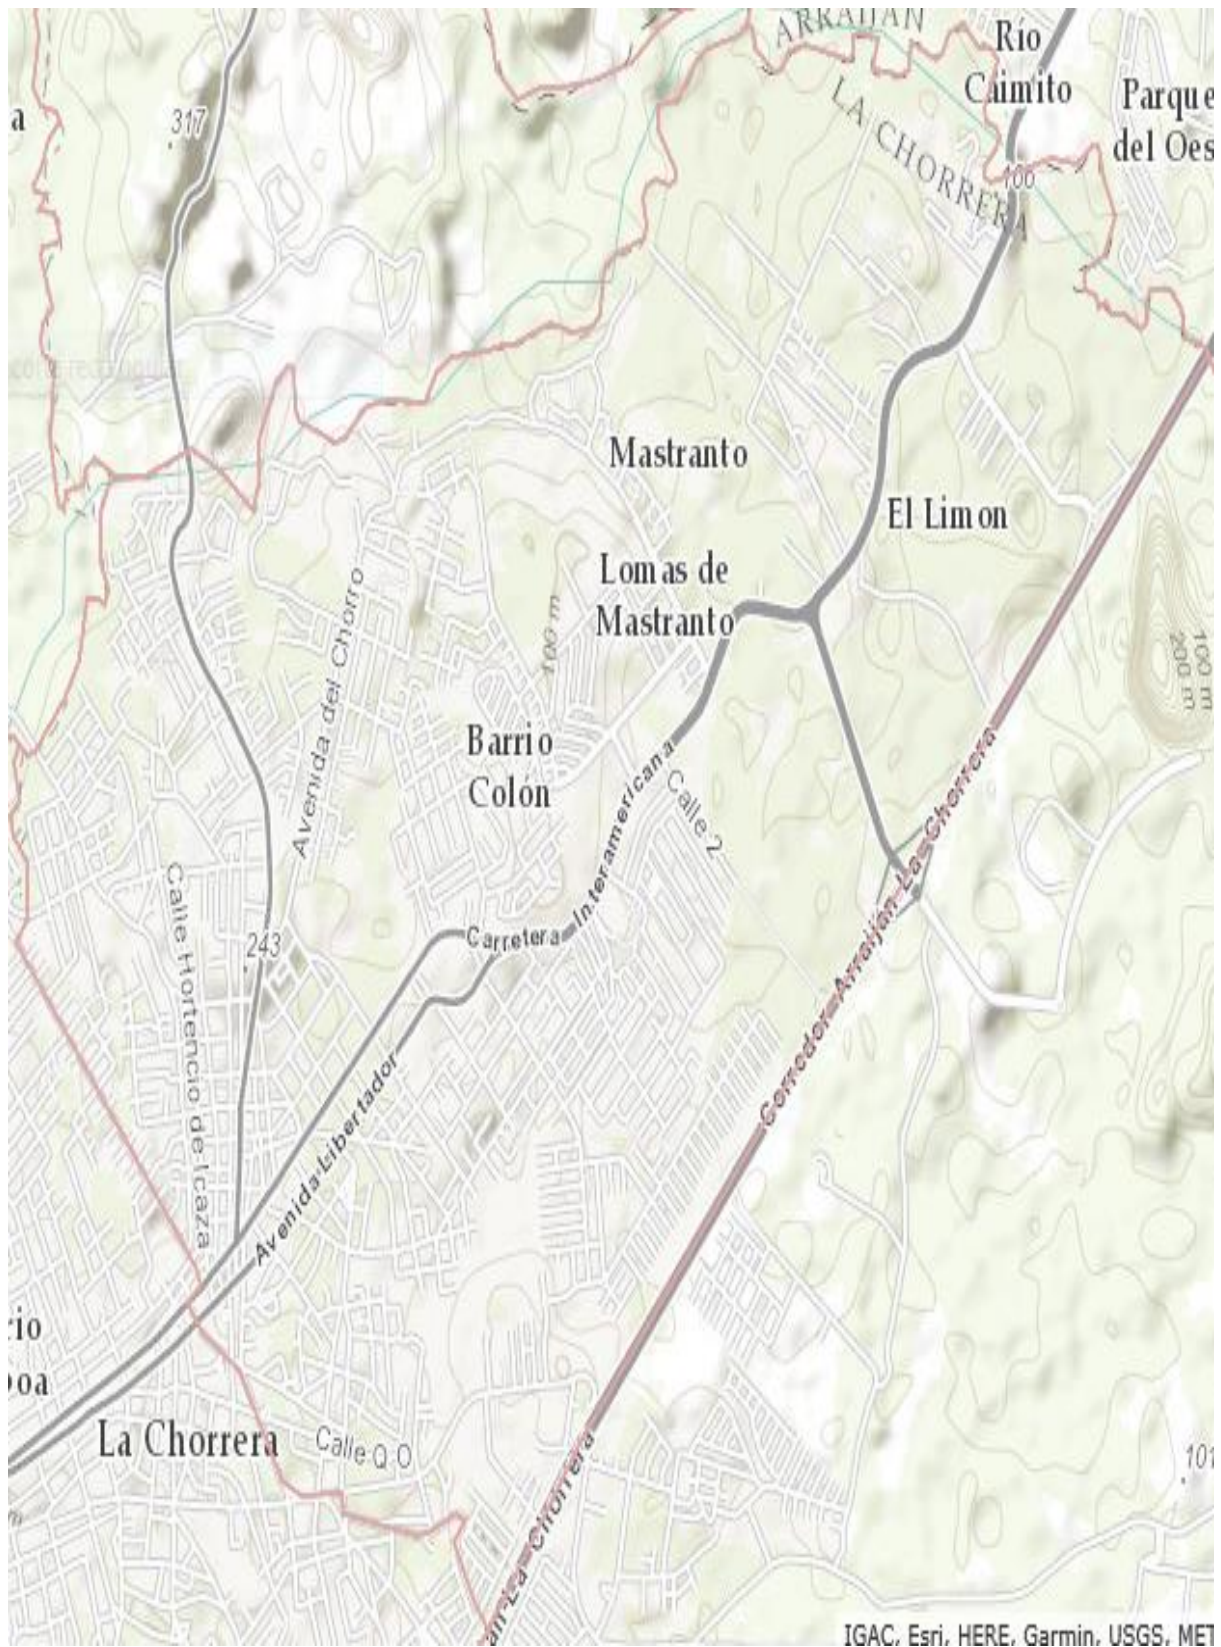 ARRAIJAN
Río
Caimito
Parque
del Oes
a
317
LA CHORRERA
166
Mastranto
El Limon
Lomas de
Mastranto
100 m
100 m
200 m
Avenida del Chorro
Barrio
Colón
Calle 2
Carretera Interamericana
Calle Hortencio de Icaza
243
Corredor Arraiján La Chorrera
Avenida Libertador
rio
oa
La Chorrera
Calle Q O
101
an La Chorrera
IGAC, Esri, HERE, Garmin, USGS, MET